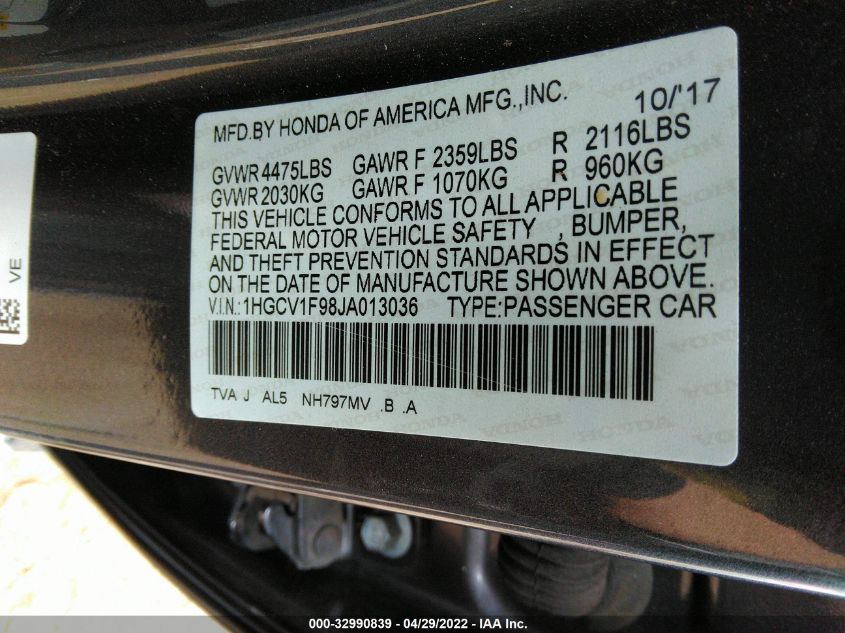 MFD.BY HONDA OF AMERICA MFG.,INC. 10/'17
GVWR 4475LBS GAWR F 2359LBS R 2116LBS
GVWR 2030KG GAWR F 1070KG R 960KG
THIS VEHICLE CONFORMS TO ALL APPLICABLE
FEDERAL MOTOR VEHICLE SAFETY , BUMPER,
AND THEFT PREVENTION STANDARDS IN EFFECT
ON THE DATE OF MANUFACTURE SHOWN ABOVE.
V.I.N.: 1HGCV1F98JA013036 TYPE:PASSENGER CAR
TVA J AL5 NH797MV .B .A
VE
000-32990839 - 04/29/2022 - IAA Inc.